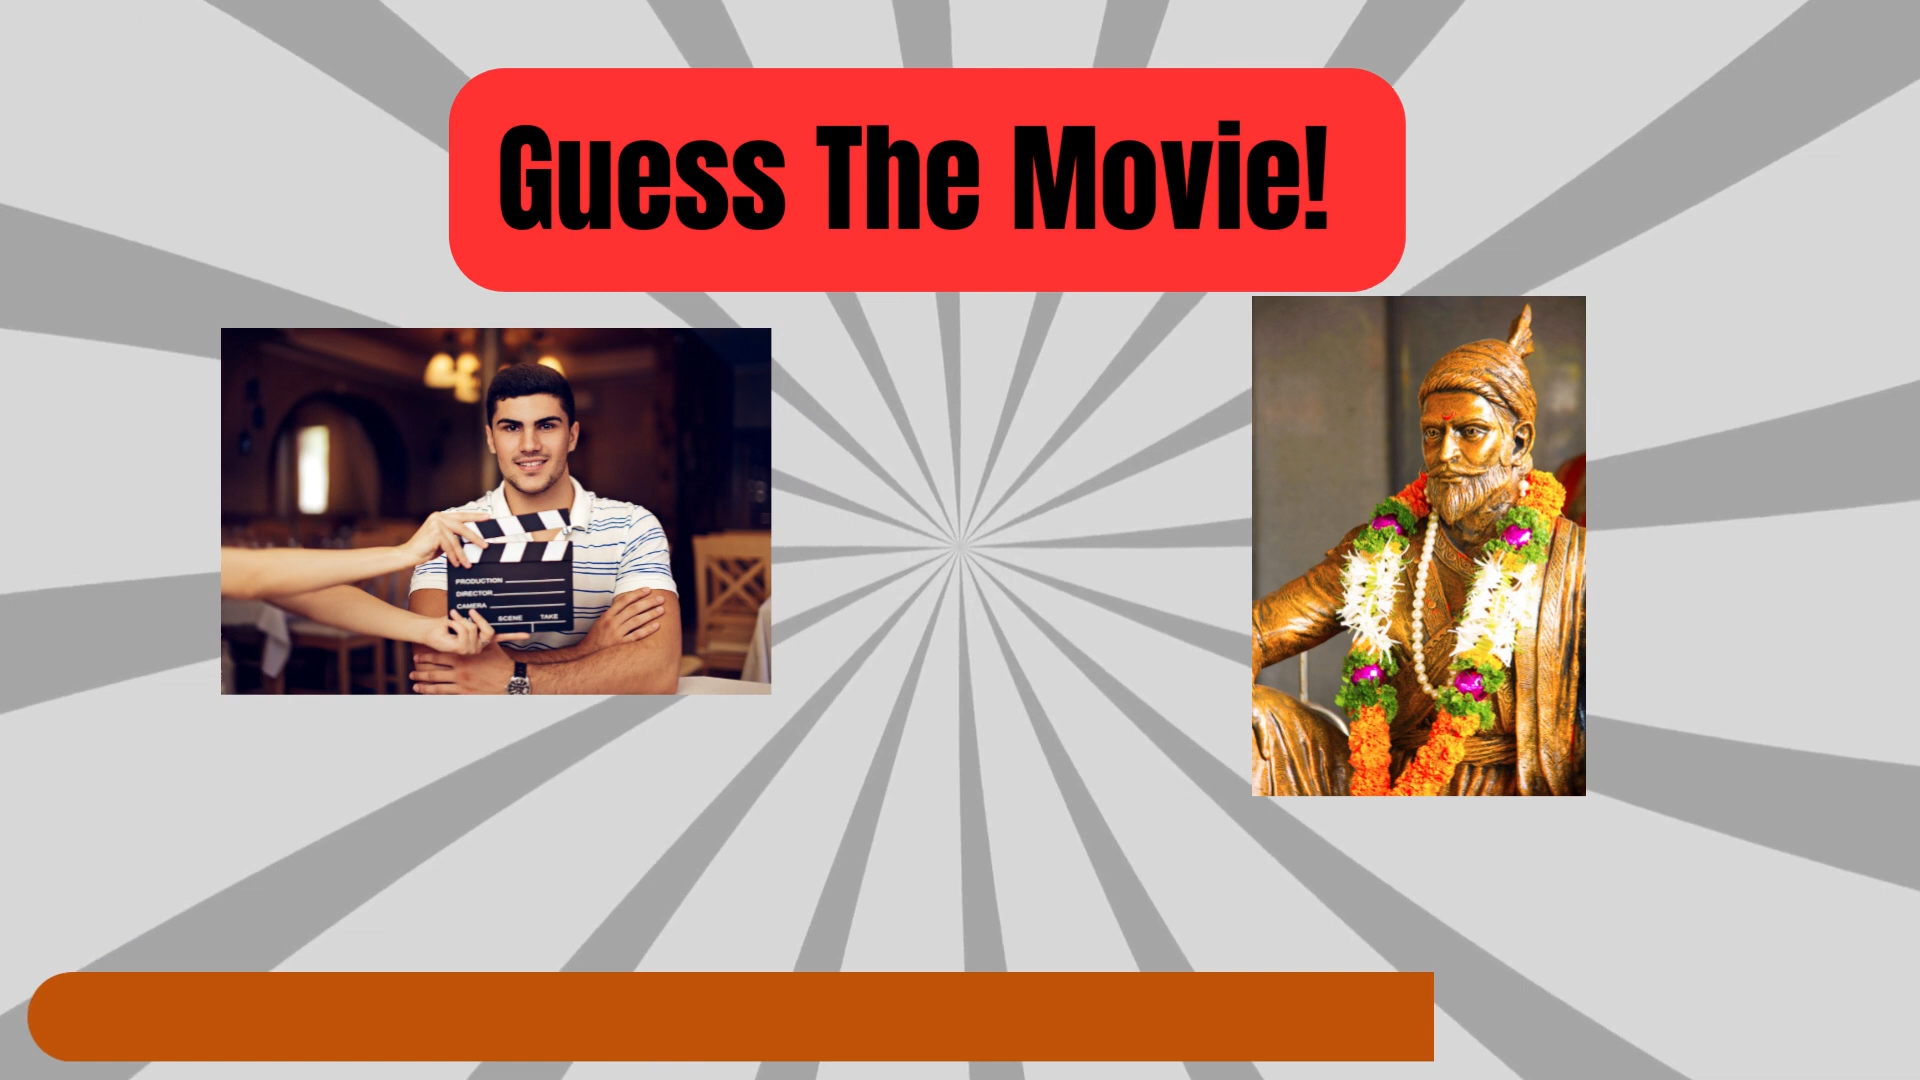 Guess The Movie!
PRODUCTION
DIRECTOR
CAMERA
SCENE TAKE